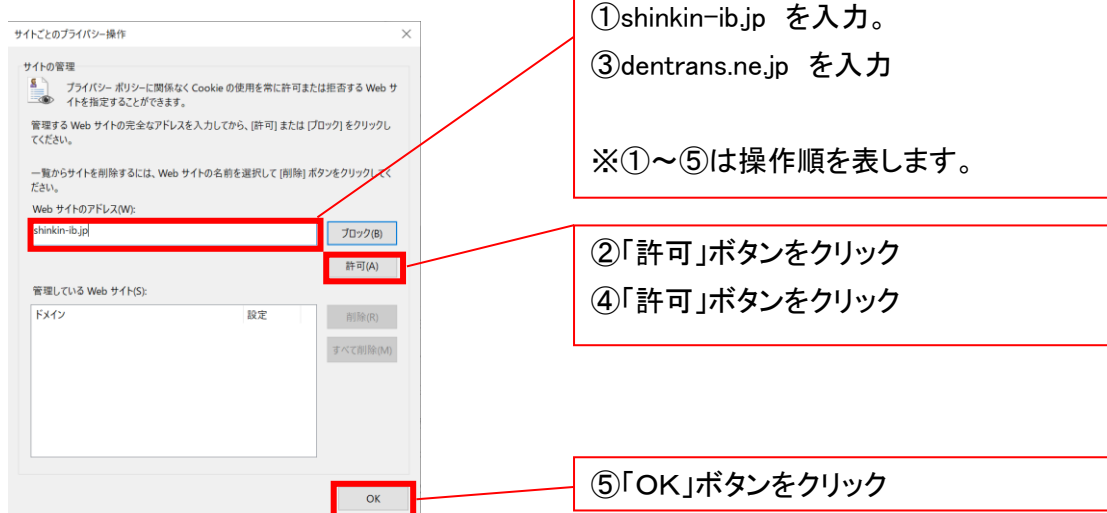 サイトごとのプライバシー操作
サイトの管理
プライバシー ポリシーに関係なく Cookie の使用を常に許可または拒否する Web サ
イトを指定することができます。
管理する Web サイトの完全なアドレスを入力してから、[許可] または [ブロック] をクリックし
てください。
一覧からサイトを削除するには、Web サイトの名前を選択して [削除] ボタンをクリックしてく
ださい。
Web サイトのアドレス(W):
shinkin-ib.jp
ブロック(B)
許可(A)
管理している Web サイト(S):
ドメイン 設定
削除(R)
すべて削除(M)
OK
①shinkin-ib.jp を入力。
③dentrans.ne.jp を入力
※①～⑤は操作順を表します。
②「許可」ボタンをクリック
④「許可」ボタンをクリック
⑤「OK」ボタンをクリック